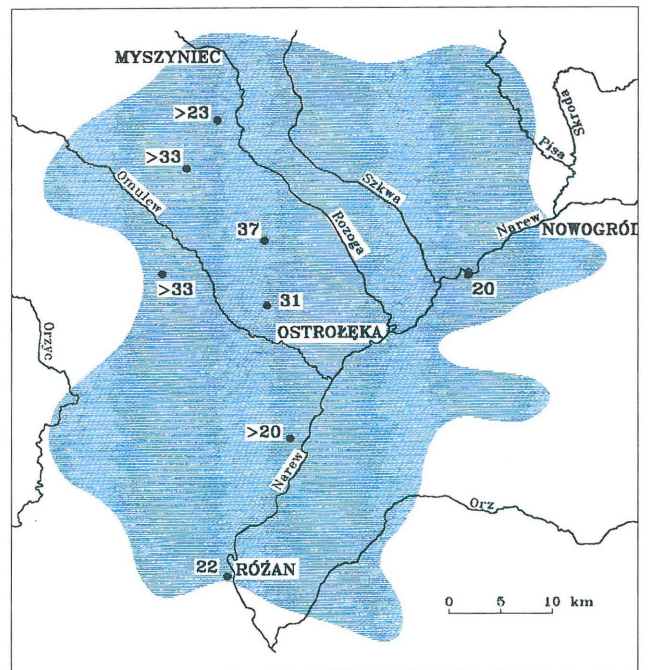 MYSZYNIEC
>23
>33
Omulew
Szkwa
Rozoga
Skroda
Pisa
Narew
NOWOGRÓD
37
>33
20
31
OSTROŁĘKA
Orzyc
>20
Narew
Orz
22
RÓŻAN
0 5 10 km